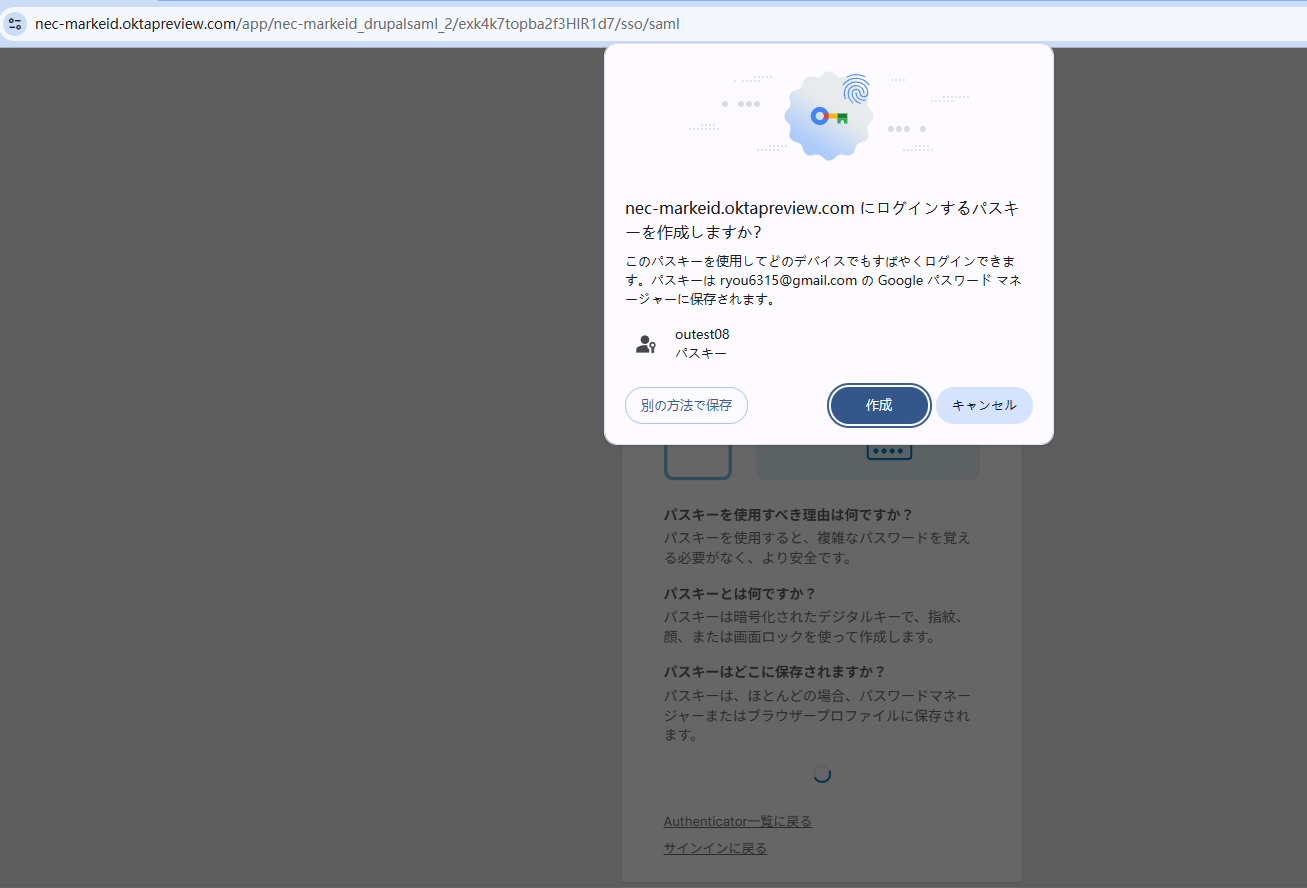 nec-markeid.oktapreview.com/app/nec-markeid_drupalsaml_2/exk4k7topba2f3HlR1d7/sso/saml
nec-markeid.oktapreview.com にログインするパスキ
ーを作成しますか?
このパスキーを使用してどのデバイスでもすばやくログインできま
す。パスキーは ryou6315@gmail.com の Google パスワード マネ
ージャーに保存されます。
outest08
パスキー
別の方法で保存
作成
キャンセル
パスキーを使用すべき理由は何ですか？
パスキーを使用すると、複雑なパスワードを覚え
る必要がなく、より安全です。
パスキーとは何ですか？
パスキーは暗号化されたデジタルキーで、指紋、
顔、または画面ロックを使って作成します。
パスキーはどこに保存されますか？
パスキーは、ほとんどの場合、パスワードマネー
ジャーまたはブラウザープロファイルに保存され
ます。
Authenticator一覧に戻る
サインインに戻る